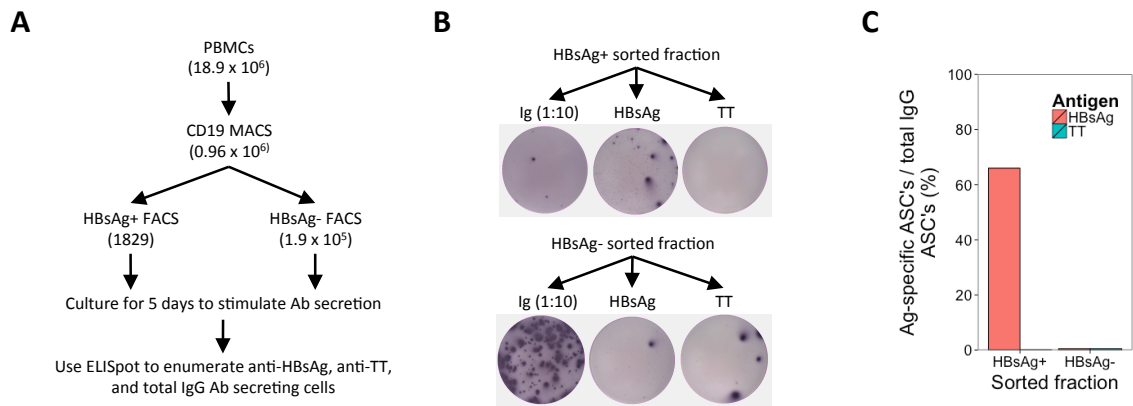 A
PBMCs
(18.9 x 10⁶)
CD19 MACS
(0.96 x 10⁶⁾
HBsAg+ FACS
(1829)
HBsAg- FACS
(1.9 x 10⁵)
Culture for 5 days to stimulate Ab secretion
Use ELISpot to enumerate anti-HBsAg, anti-TT,
and total IgG Ab secreting cells
B
HBsAg+ sorted fraction
Ig (1:10) HBsAg TT
HBsAg- sorted fraction
Ig (1:10) HBsAg TT
C
Ag-specific ASC's / total IgG
ASC's (%)
100
80
60
40
20
0
Antigen
HBsAg
TT
HBsAg+ HBsAg-
Sorted fraction